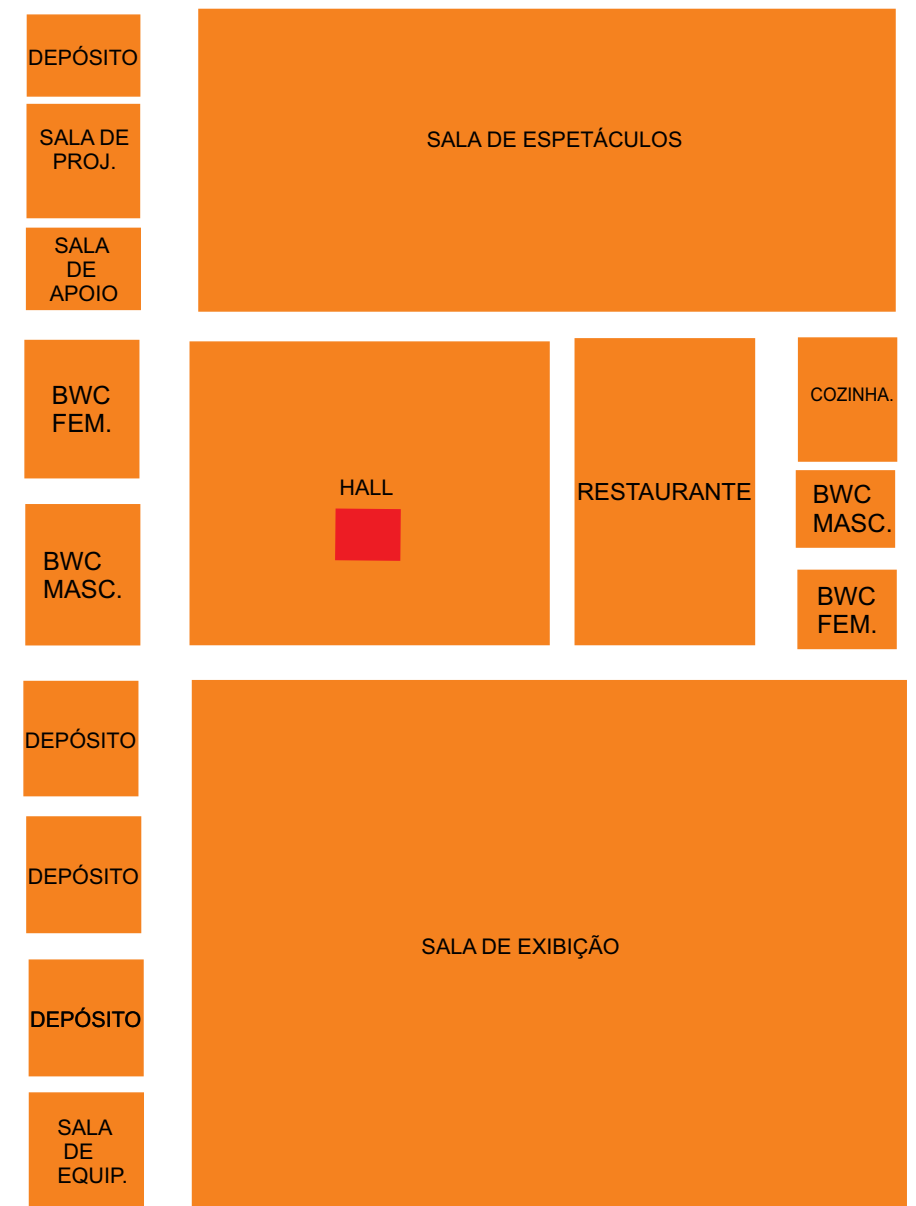 DEPÓSITO
SALA DE
PROJ.
SALA
DE
APOIO
SALA DE ESPETÁCULOS
BWC
FEM.
BWC
MASC.
HALL
RESTAURANTE
COZINHA.
BWC
MASC.
BWC
FEM.
DEPÓSITO
DEPÓSITO
DEPÓSITO
SALA
DE
EQUIP.
SALA DE EXIBIÇÃO